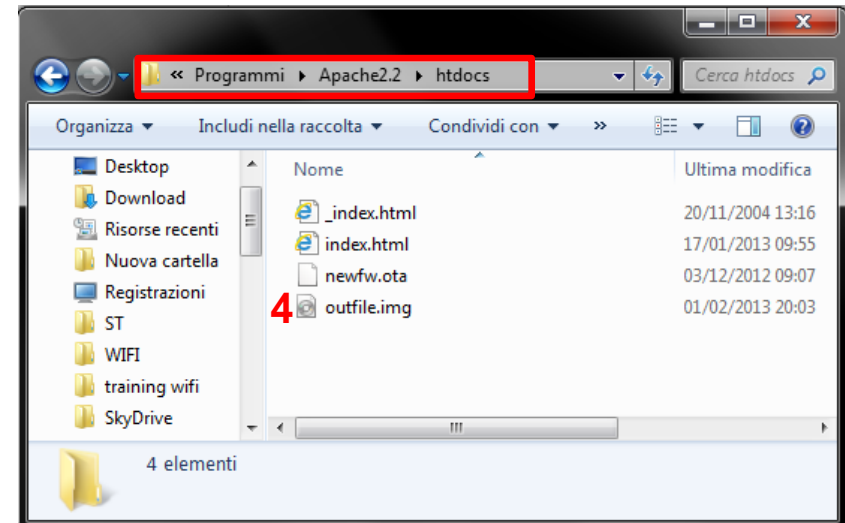 « Programmi ▸ Apache2.2 ▸ htdocs
Cerca htdocs
Organizza ▾ Includi nella raccolta ▾ Condividi con ▾ »
Desktop
Download
Risorse recenti
Nuova cartella
Registrazioni
ST
WIFI
training wifi
SkyDrive
Nome Ultima modifica
_index.html 20/11/2004 13:16
index.html 17/01/2013 09:55
newfw.ota 03/12/2012 09:07
4 outfile.img 01/02/2013 20:03
4 elementi